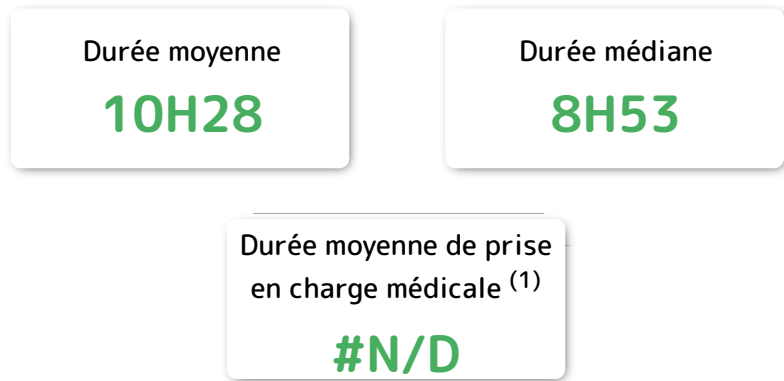 Durée moyenne
10H28
Durée médiane
8H53
Durée moyenne de prise
en charge médicale (1)
#N/D